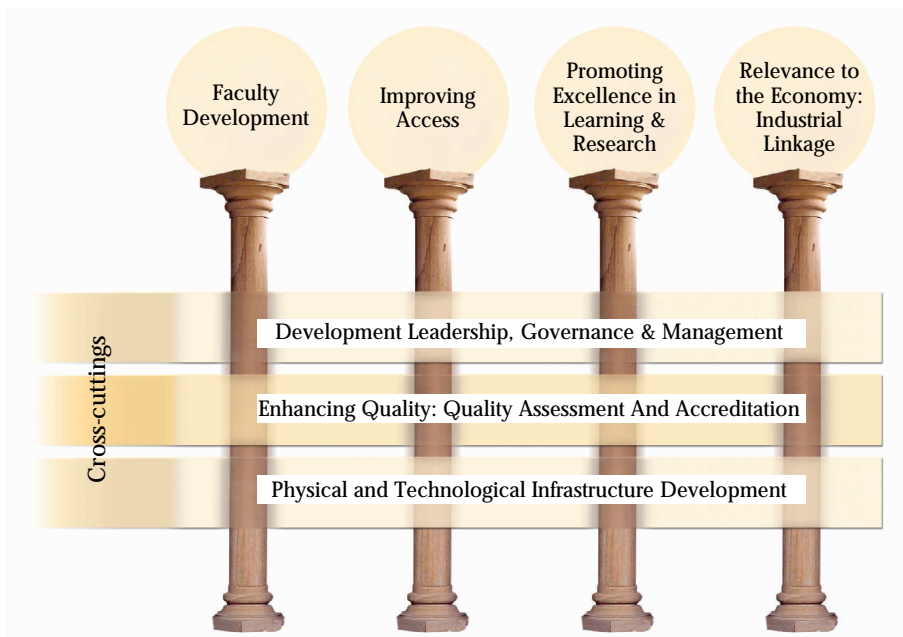 Faculty
Development
Improving
Access
Promoting
Excellence in
Learning &
Research
Relevance to
the Economy:
Industrial
Linkage
Cross-cuttings
Development Leadership, Governance & Management
Enhancing Quality: Quality Assessment And Accreditation
Physical and Technological Infrastructure Development